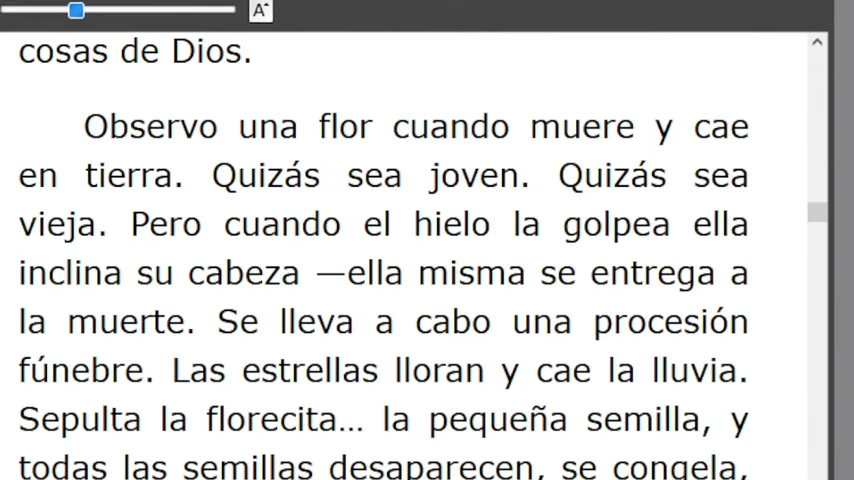 A
cosas de Dios.
Observo una flor cuando muere y cae
en tierra. Quizás sea joven. Quizás sea
vieja. Pero cuando el hielo la golpea ella
inclina su cabeza —ella misma se entrega a
la muerte. Se lleva a cabo una procesión
fúnebre. Las estrellas lloran y cae la lluvia.
Sepulta la florecita... la pequeña semilla, y
todas las semillas desaparecen, se congela,